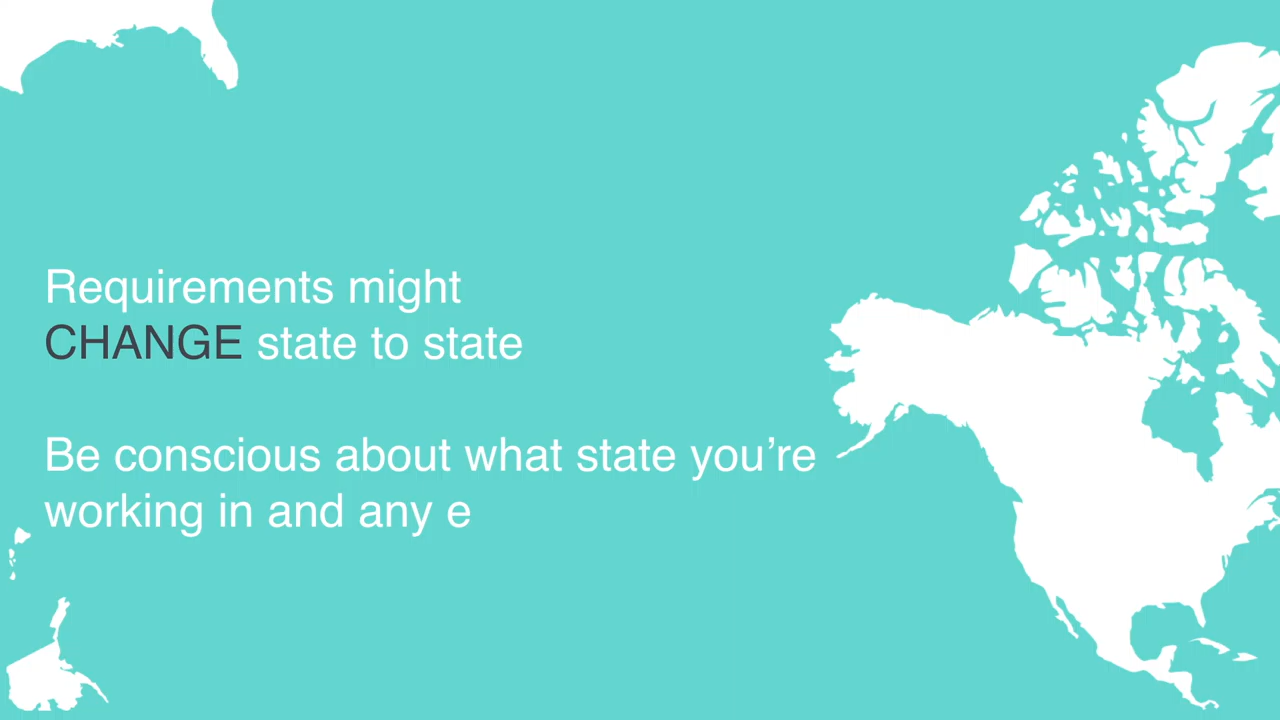 Requirements might
CHANGE state to state
Be conscious about what state you’re
working in and any e